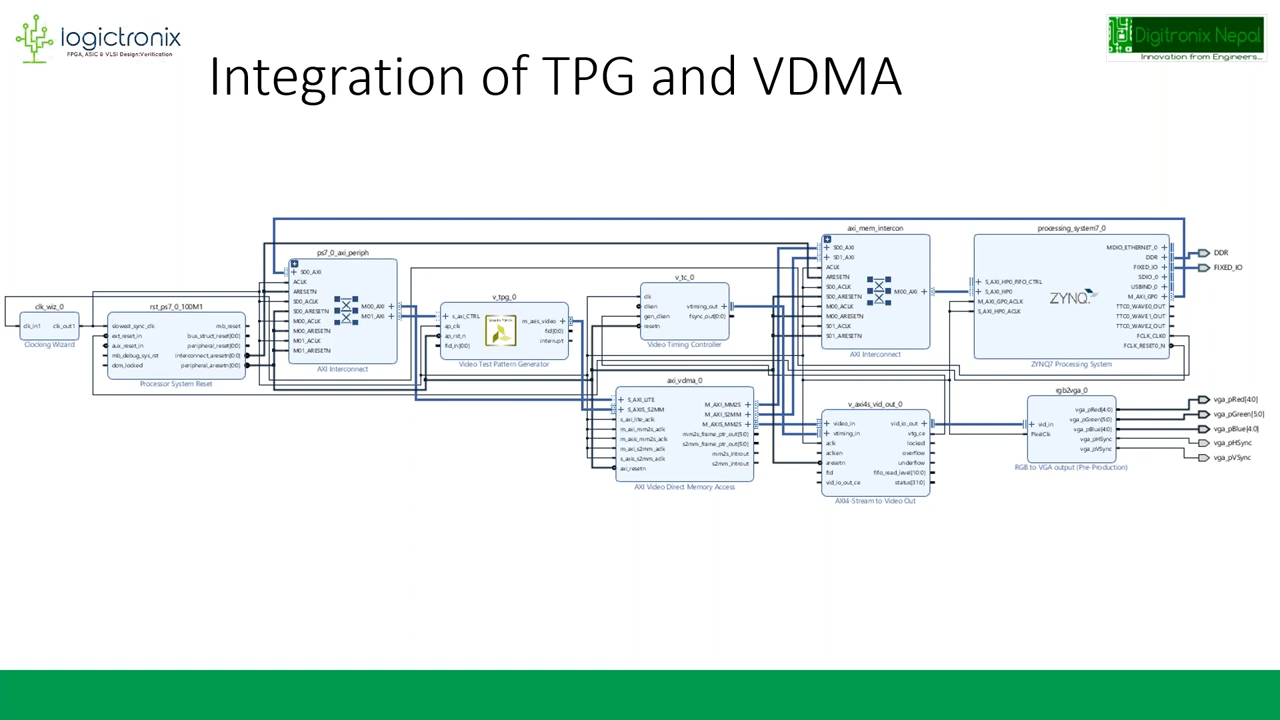 logictronix
FPGA, ASIC & VLSI Design:Verification
Digitronix Nepal
Innovation from Engineers...
Integration of TPG and VDMA
clk_wiz_0
clk_in1
clk_out1
Clocking Wizard
rst_ps7_0_100M1
slowest_sync_clk
ext_reset_in
aux_reset_in
mb_debug_sys_rst
dcm_locked
mb_reset
bus_struct_reset[0:0]
peripheral_reset[0:0]
interconnect_aresetn[0:0]
peripheral_aresetn[0:0]
Processor System Reset
ps7_0_axi_periph
S00_AXI
ACLK
ARESETN
S00_ACLK
S00_ARESETN
M00_ACLK
M00_ARESETN
M01_ACLK
M01_ARESETN
M00_AXI
M01_AXI
AXI Interconnect
v_tpg_0
s_axi_CTRL
ap_clk
ap_rst_n
fid_in[0:0]
m_axis_video
fid[0:0]
interrupt
Video Test Pattern Generator
v_tc_0
clk
clken
gen_clken
resetn
vtiming_out
fsync_out[0:0]
Video Timing Controller
axi_vdma_0
S_AXI_LITE
S_AXIS_S2MM
s_axi_lite_aclk
m_axi_mm2s_aclk
m_axis_mm2s_aclk
m_axi_s2mm_aclk
s_axis_s2mm_aclk
axi_resetn
M_AXI_MM2S
M_AXI_S2MM
M_AXIS_MM2S
mm2s_frame_ptr_out[5:0]
s2mm_frame_ptr_out[5:0]
mm2s_introut
s2mm_introut
AXI Video Direct Memory Access
axi_mem_intercon
S00_AXI
S01_AXI
ACLK
ARESETN
S00_ACLK
S00_ARESETN
M00_ACLK
M00_ARESETN
S01_ACLK
S01_ARESETN
M00_AXI
AXI Interconnect
v_axi4s_vid_out_0
video_in
vtiming_in
aclk
aclken
aresetn
fid
vid_io_out_ce
vid_io_out
vtg_ce
locked
overflow
underflow
fifo_read_level[10:0]
status[31:0]
AXI4-Stream to Video Out
processing_system7_0
S_AXI_HP0_FIFO_CTRL
S_AXI_HP0
M_AXI_GP0_ACLK
S_AXI_HP0_ACLK
ZYNQ
MDIO_ETHERNET_0
DDR
FIXED_IO
SDIO_0
USBIND_0
M_AXI_GP0
TTC0_WAVE0_OUT
TTC0_WAVE1_OUT
TTC0_WAVE2_OUT
FCLK_CLK0
FCLK_RESET0_N
ZYNQ7 Processing System
DDR
FIXED_IO
rgb2vga_0
vid_in
PixelClk
vga_pRed[4:0]
vga_pGreen[5:0]
vga_pBlue[4:0]
vga_pHSync
vga_pVSync
RGB to VGA output (Pre-Production)
vga_pRed[4:0]
vga_pGreen[5:0]
vga_pBlue[4:0]
vga_pHSync
vga_pVSync